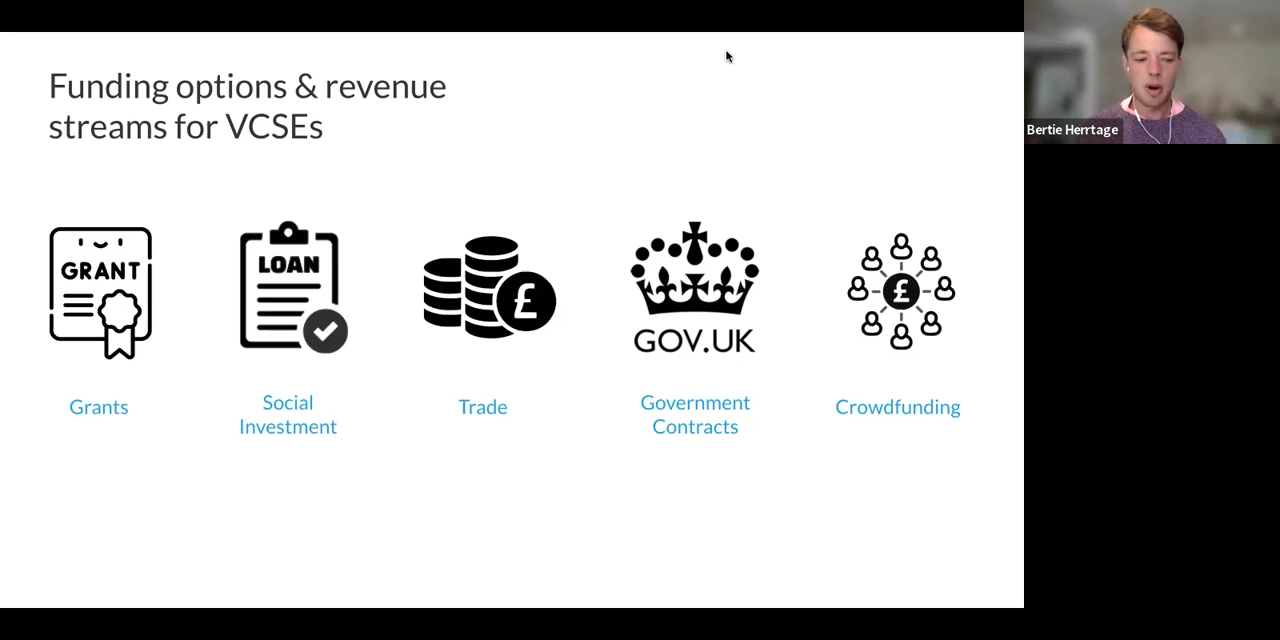 Funding options & revenue
streams for VCSEs
GRANT
LOAN
£
GOV.UK
£
Grants
Social
Investment
Trade
Government
Contracts
Crowdfunding
Bertie Herrtage